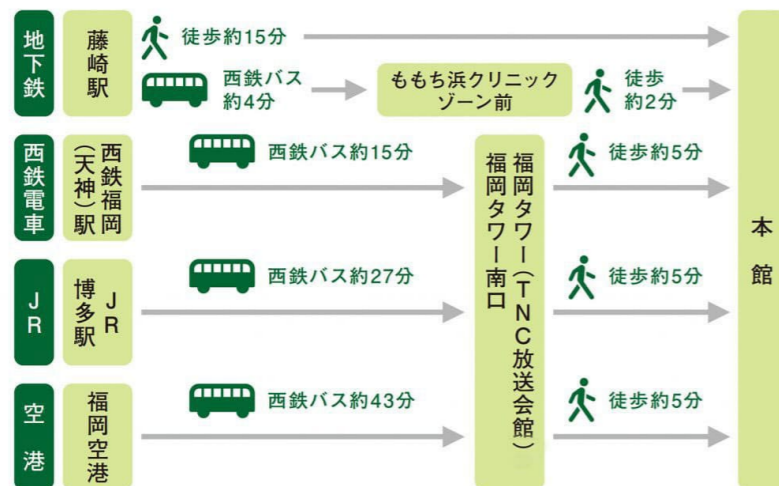 地下鉄
藤崎駅
徒歩約15分
西鉄バス
約4分
ももち浜クリニック
ゾーン前
徒歩
約2分
西鉄電車
西鉄福岡
(天神)駅
西鉄バス約15分
福岡タワー(TNC放送会館)
福岡タワー南口
徒歩約5分
本館
JR
JR
博多駅
西鉄バス約27分
徒歩約5分
空港
福岡空港
西鉄バス約43分
徒歩約5分